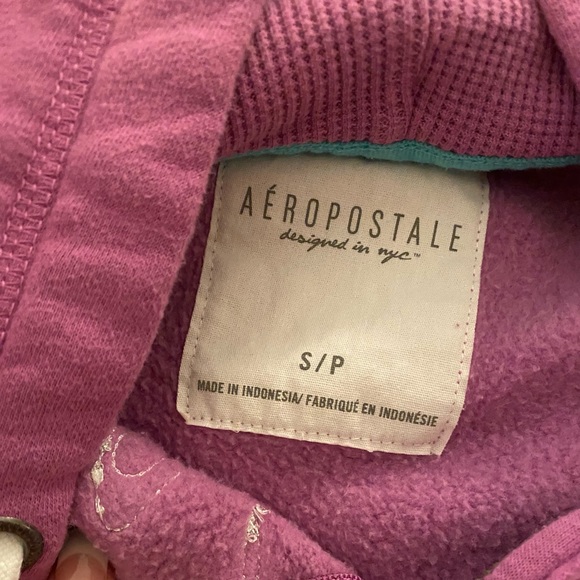 AÉROPOSTALE
designed in nyc™
S/P
MADE IN INDONESIA/ FABRIQUÉ EN INDONÉSIE